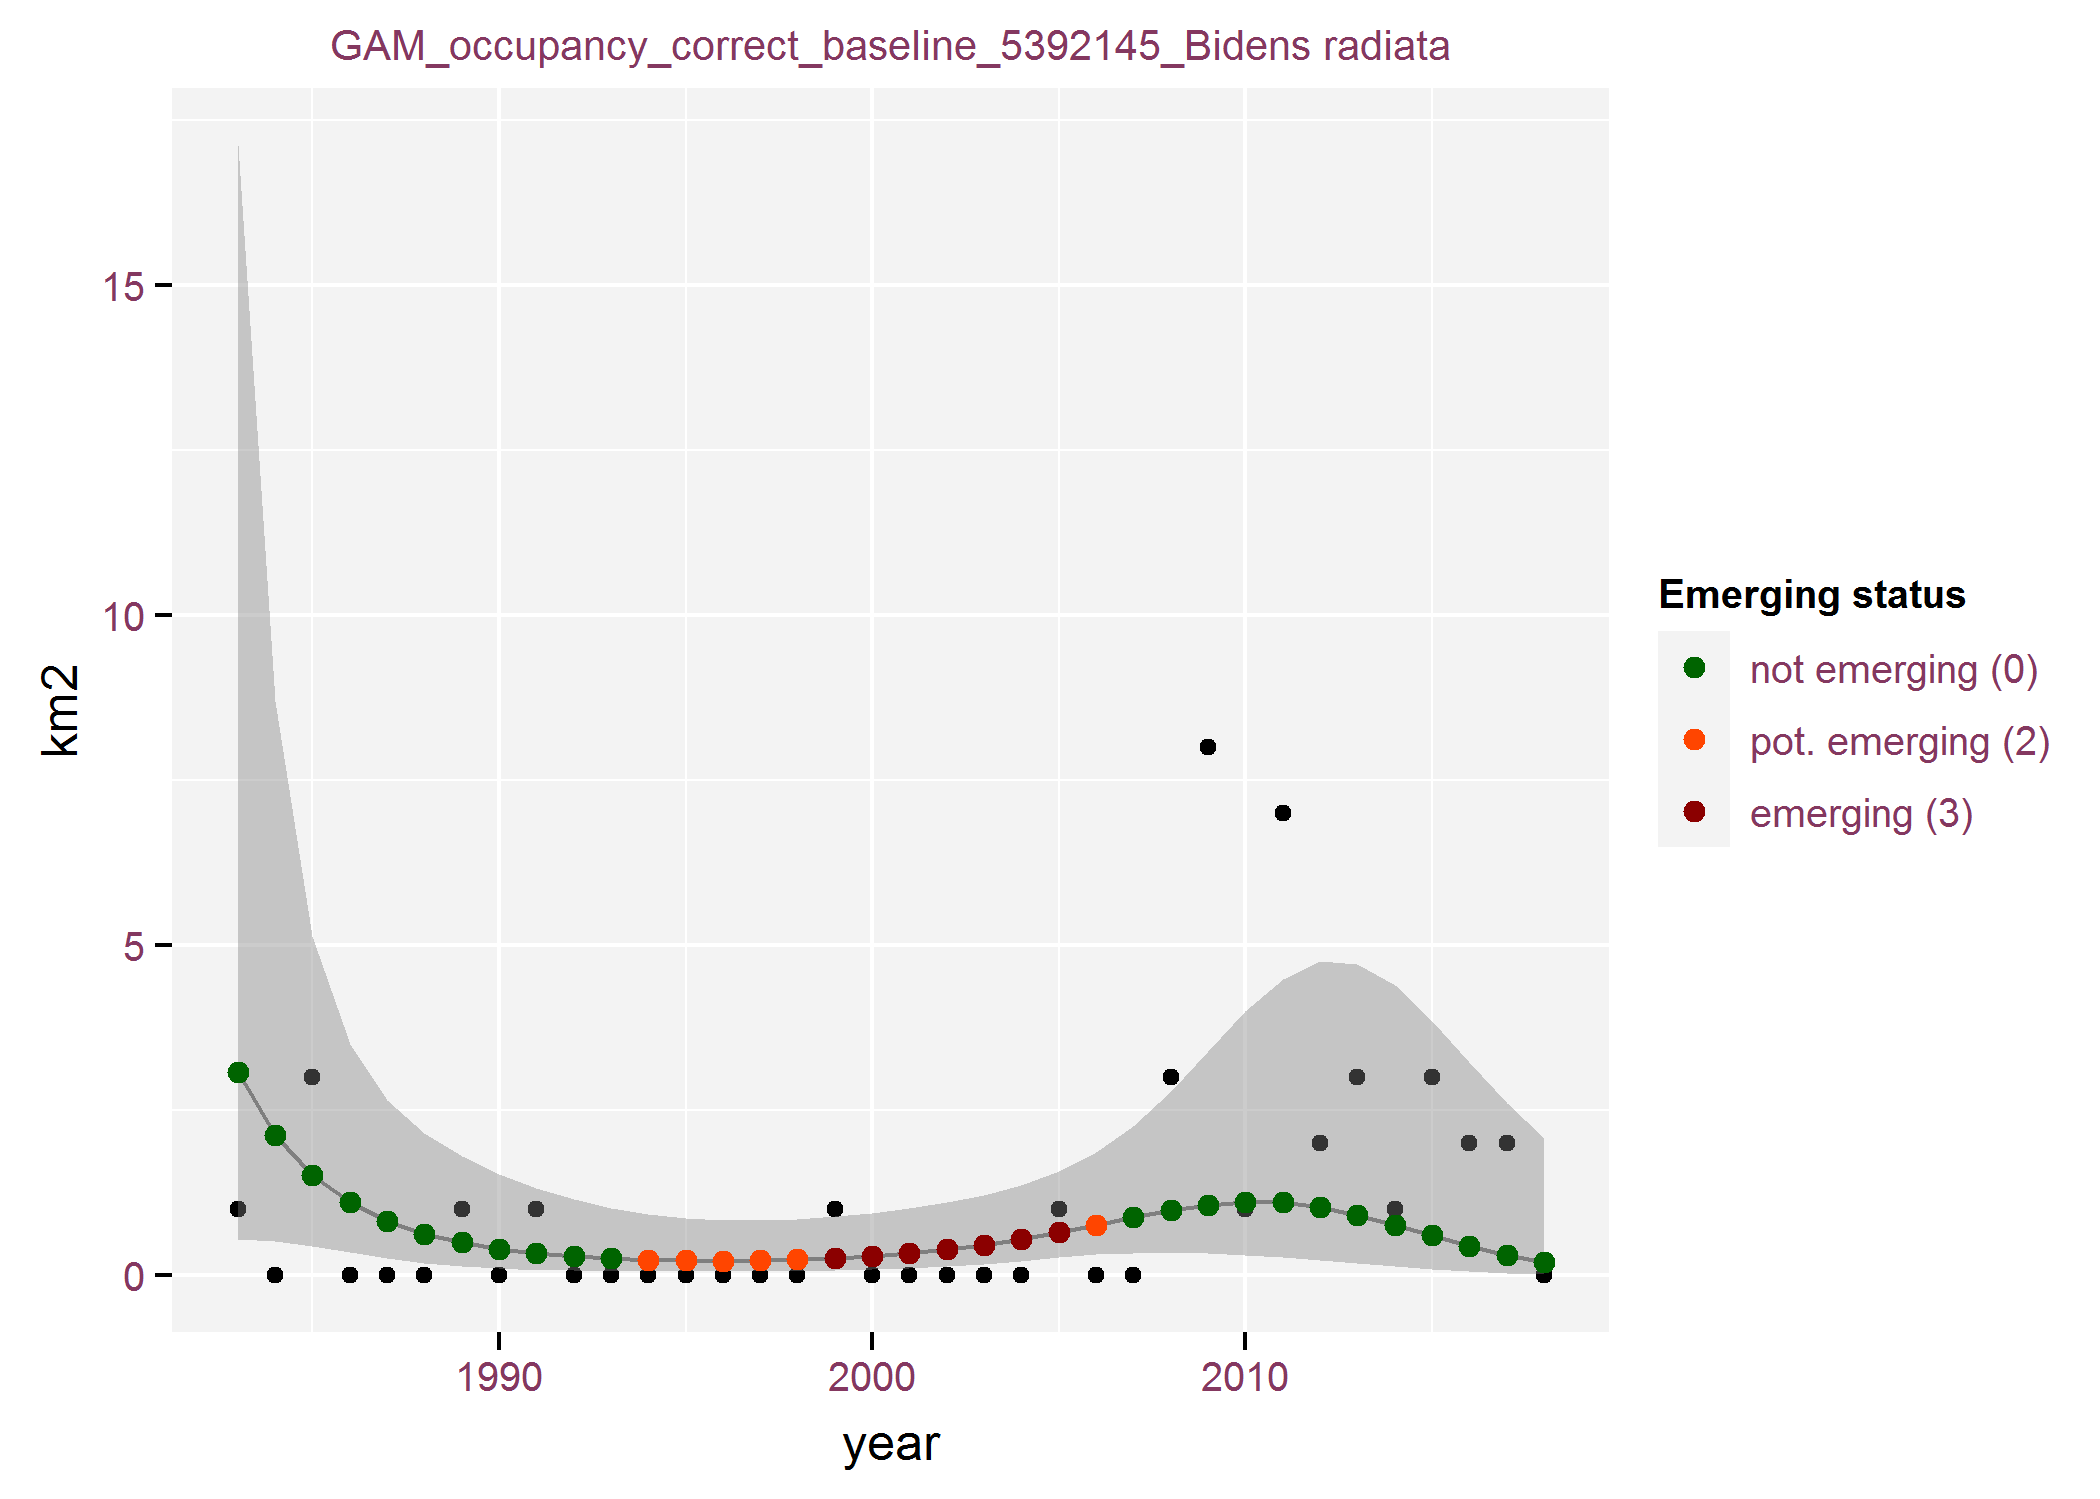 GAM_occupancy_correct_baseline_5392145_Bidens radiata
15
10
5
0
km2
1990 2000 2010
year
Emerging status
not emerging (0)
pot. emerging (2)
emerging (3)